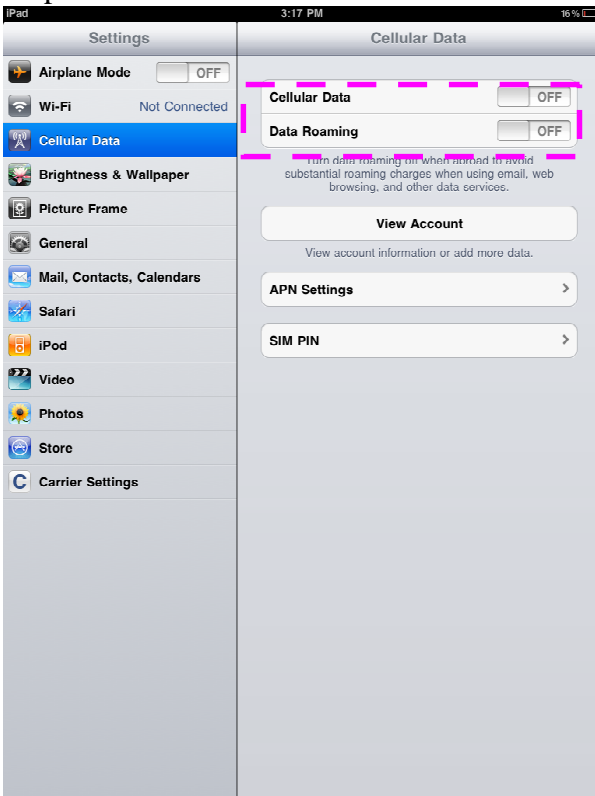 iPad 3:17 PM 16%
Settings
Cellular Data
Airplane Mode OFF
Wi-Fi Not Connected
Cellular Data
Brightness & Wallpaper
Picture Frame
General
Mail, Contacts, Calendars
Safari
iPod
Video
Photos
Store
C Carrier Settings
Cellular Data OFF
Data Roaming OFF
Turn data roaming off when abroad to avoid
substantial roaming charges when using email, web
browsing, and other data services.
View Account
View account information or add more data.
APN Settings
SIM PIN